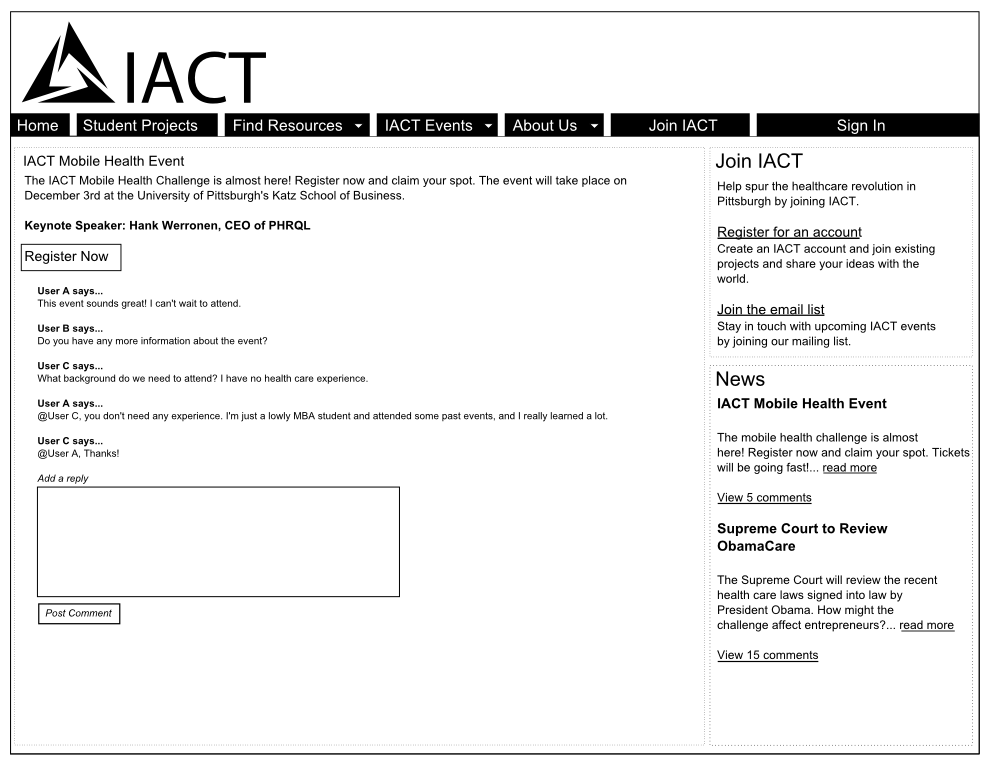 IACT
Home
Student Projects
Find Resources
IACT Events
About Us
Join IACT
Sign In
IACT Mobile Health Event
The IACT Mobile Health Challenge is almost here! Register now and claim your spot. The event will take place on
December 3rd at the University of Pittsburgh's Katz School of Business.
Keynote Speaker: Hank Werronen, CEO of PHRQL
Register Now
User A says...
This event sounds great! I can't wait to attend.
User B says...
Do you have any more information about the event?
User C says...
What background do we need to attend? I have no health care experience.
User A says...
@User C, you don't need any experience. I'm just a lowly MBA student and attended some past events, and I really learned a lot.
User C says...
@User A, Thanks!
Add a reply
Post Comment
Join IACT
Help spur the healthcare revolution in
Pittsburgh by joining IACT.
Register for an account
Create an IACT account and join existing
projects and share your ideas with the
world.
Join the email list
Stay in touch with upcoming IACT events
by joining our mailing list.
News
IACT Mobile Health Event
The mobile health challenge is almost
here! Register now and claim your spot. Tickets
will be going fast!... read more
View 5 comments
Supreme Court to Review
ObamaCare
The Supreme Court will review the recent
health care laws signed into law by
President Obama. How might the
challenge affect entrepreneurs?... read more
View 15 comments